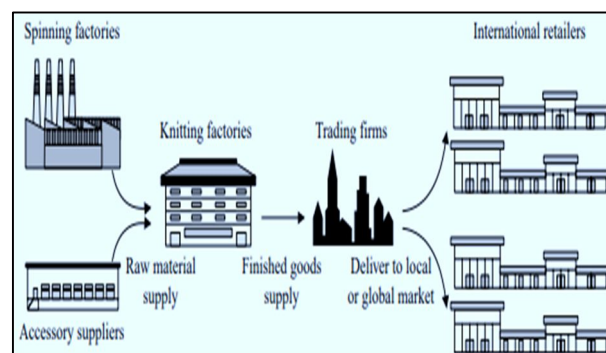 Spinning factories
International retailers
Knitting factories
Trading firms
Raw material
supply
Finished goods
supply
Deliver to local
or global market
Accessory suppliers